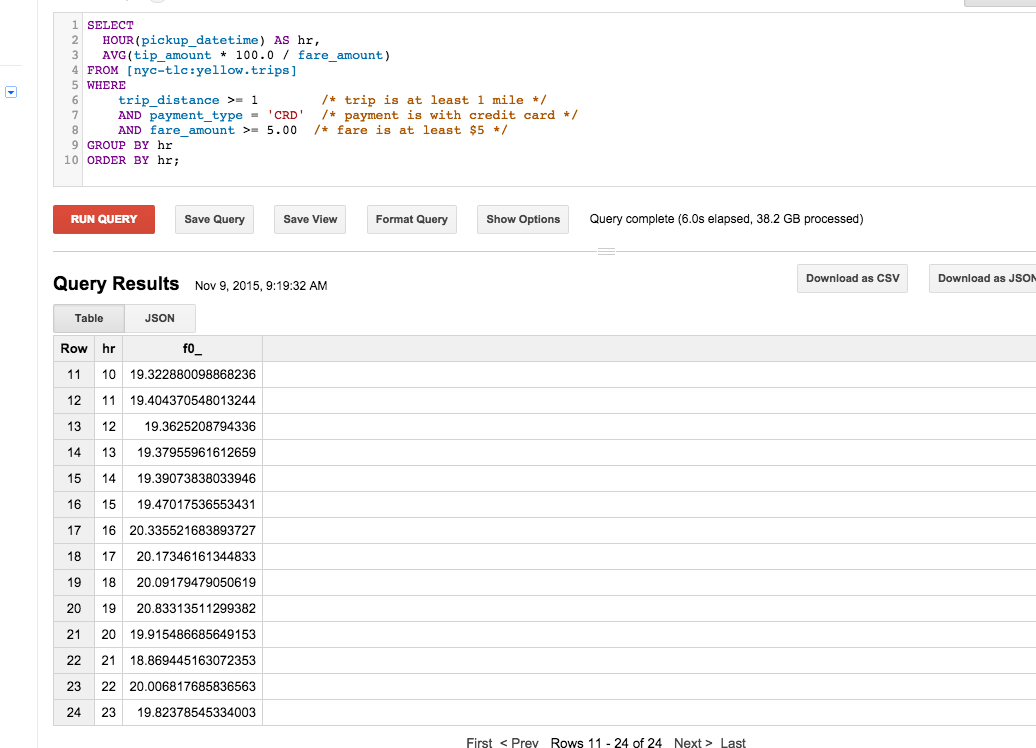 1 SELECT
2 HOUR(pickup_datetime) AS hr,
3 AVG(tip_amount * 100.0 / fare_amount)
4 FROM [nyc-tlc:yellow.trips]
5 WHERE
6 trip_distance >= 1 /* trip is at least 1 mile */
7 AND payment_type = 'CRD' /* payment is with credit card */
8 AND fare_amount >= 5.00 /* fare is at least $5 */
9 GROUP BY hr
10 ORDER BY hr;
RUN QUERY Save Query Save View Format Query Show Options Query complete (6.0s elapsed, 38.2 GB processed)
Query Results Nov 9, 2015, 9:19:32 AM Download as CSV Download as JSON
Table JSON
Row hr f0_
11 10 19.322880098868236
12 11 19.404370548013244
13 12 19.3625208794336
14 13 19.37955961612659
15 14 19.39073838033946
16 15 19.47017536553431
17 16 20.335521683893727
18 17 20.17346161344833
19 18 20.09179479050619
20 19 20.83313511299382
21 20 19.915486685649153
22 21 18.869445163072353
23 22 20.006817685836563
24 23 19.82378545334003
First < Prev Rows 11 - 24 of 24 Next > Last